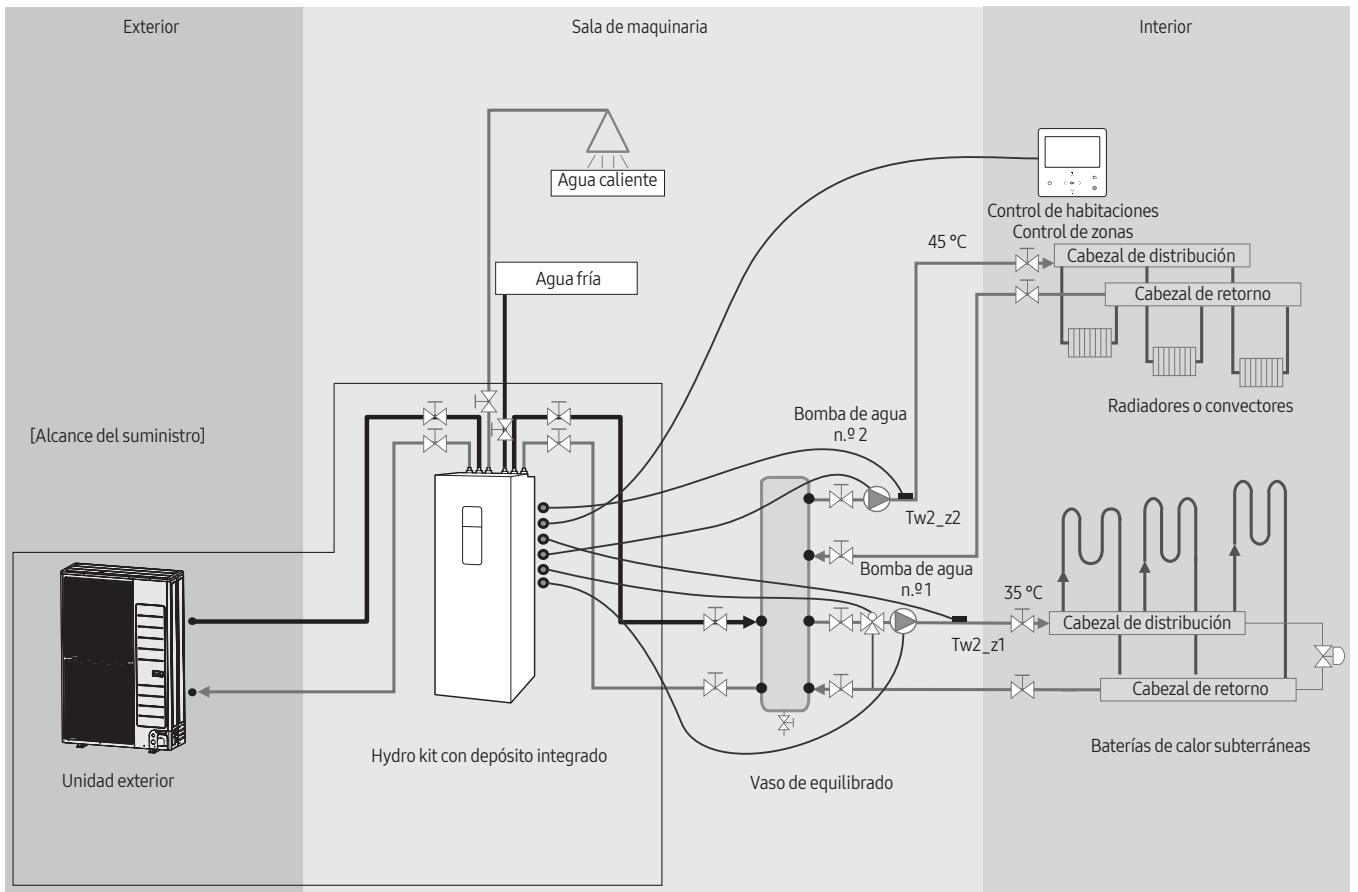 Exterior
Sala de maquinaria
Interior
Agua caliente
Agua fría
Control de habitaciones
Control de zonas
45 °C
Cabezal de distribución
Cabezal de retorno
Radiadores o convectores
[Alcance del suministro]
Bomba de agua
n.º 2
Tw2_z2
Bomba de agua
n.º 1
35 °C
Tw2_z1
Cabezal de distribución
Cabezal de retorno
Baterías de calor subterráneas
Hydro kit con depósito integrado
Unidad exterior
Vaso de equilibrado